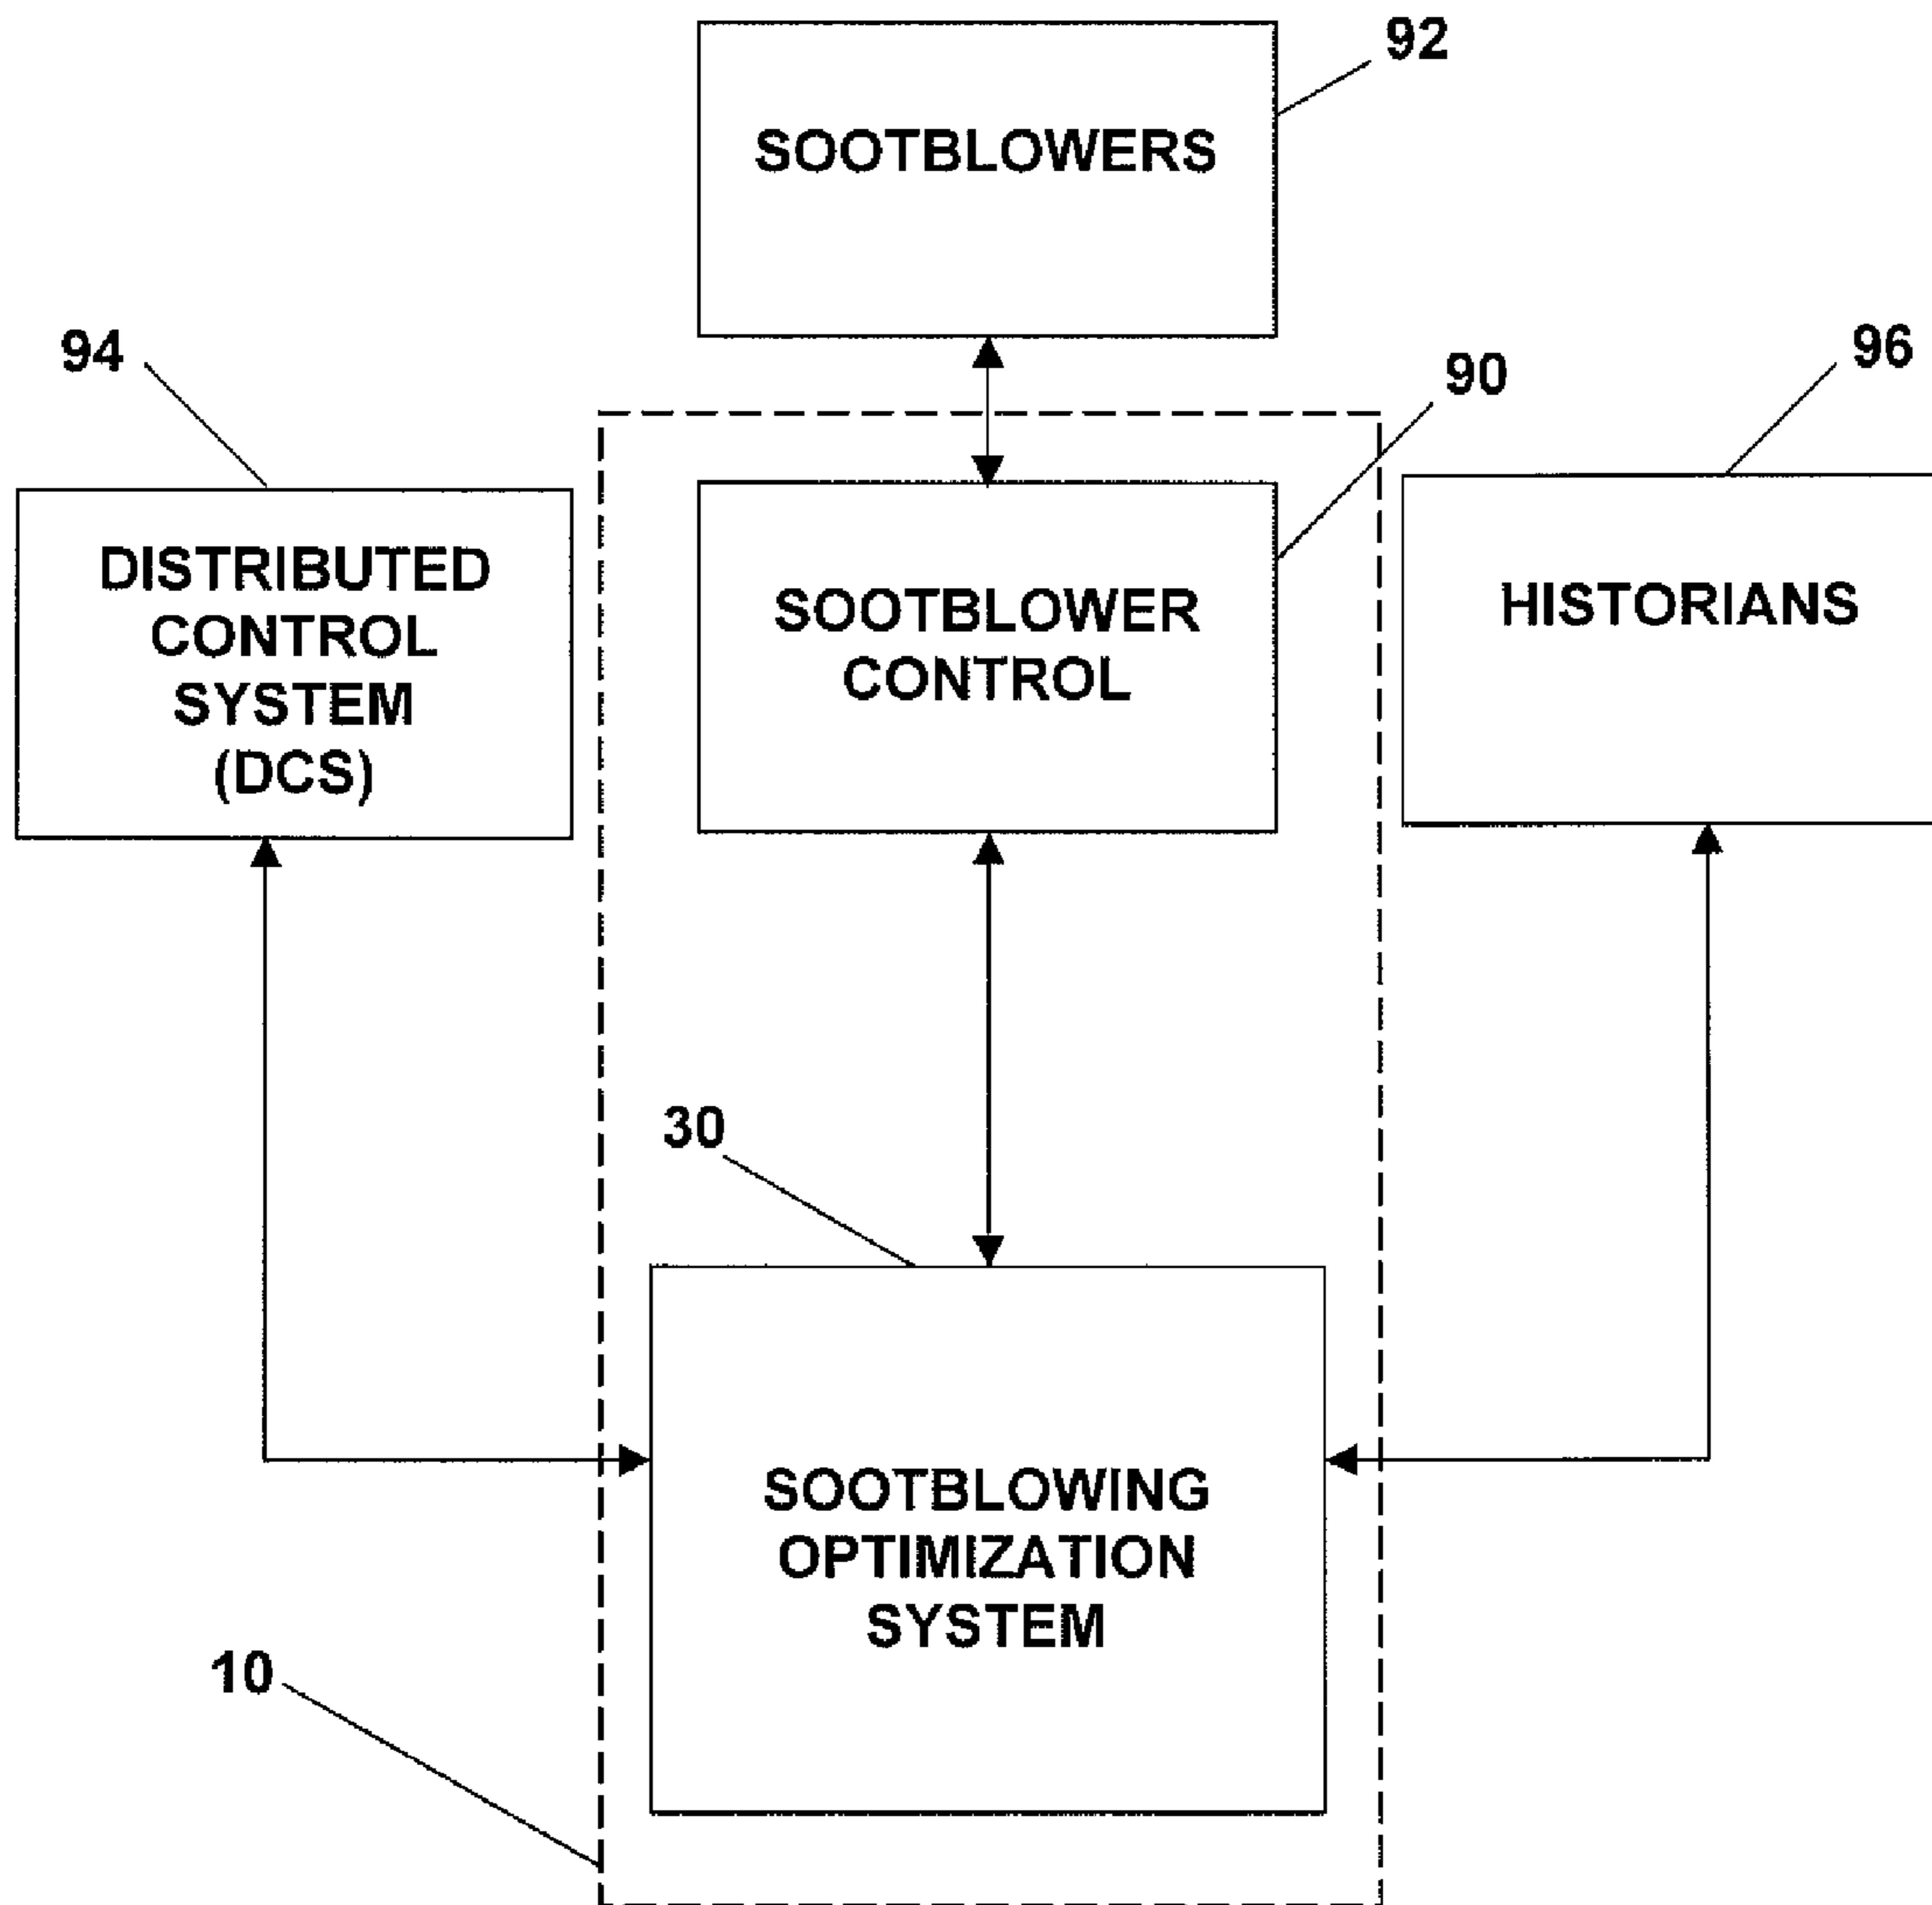 92
SOOTBLOWERS
94
90
96
DISTRIBUTED
CONTROL
SYSTEM
(DCS)
SOOTBLOWER
CONTROL
HISTORIANS
30
SOOTBLOWING
OPTIMIZATION
SYSTEM
10